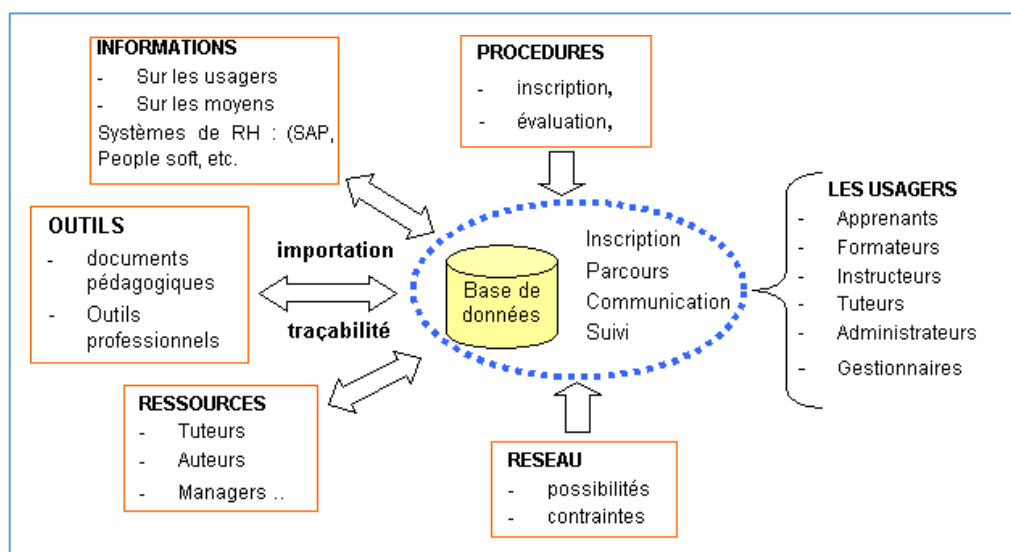 INFORMATIONS
- Sur les usagers
- Sur les moyens
Systèmes de RH : (SAP,
People soft, etc.
PROCEDURES
- inscription,
- évaluation,
OUTILS
- documents
pédagogiques
- Outils
professionnels
importation
traçabilité
Base de
données
Inscription
Parcours
Communication
Suivi
LES USAGERS
- Apprenants
- Formateurs
- Instructeurs
- Tuteurs
- Administrateurs
- Gestionnaires
RESSOURCES
- Tuteurs
- Auteurs
- Managers ..
RESEAU
- possibilités
- contraintes